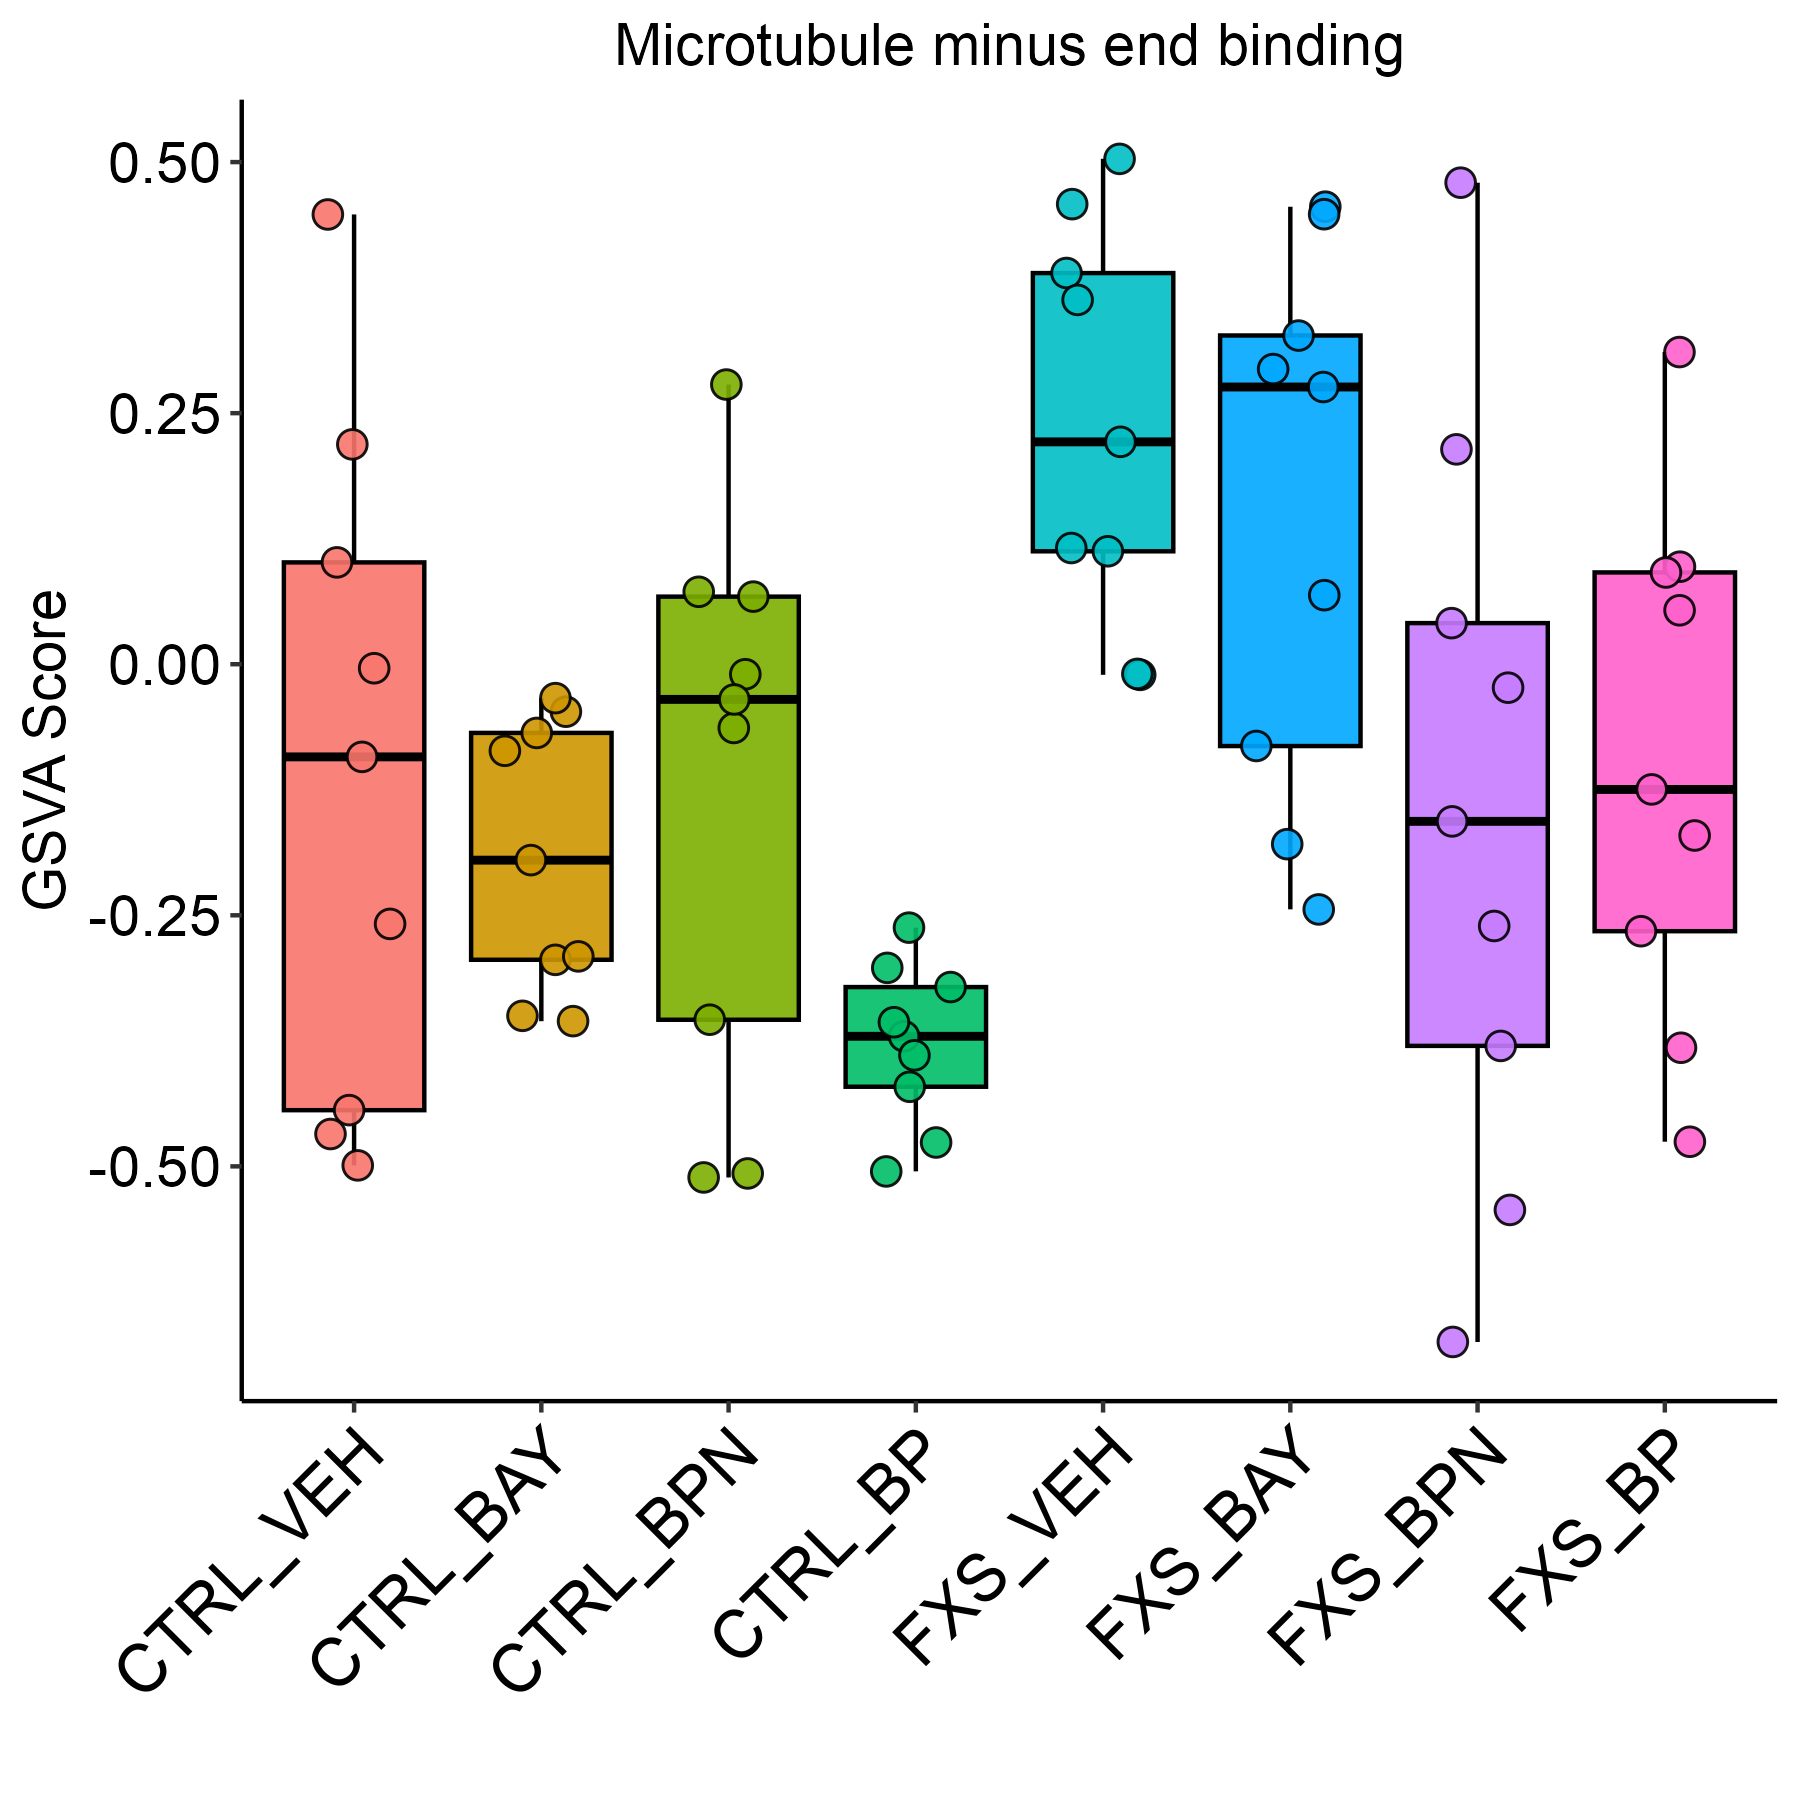 Microtubule minus end binding
GSVA Score
0.50
0.25
0.00
-0.25
-0.50
CTRL_VEH
CTRL_BAY
CTRL_BPN
CTRL_BP
FXS_VEH
FXS_BAY
FXS_BPN
FXS_BP